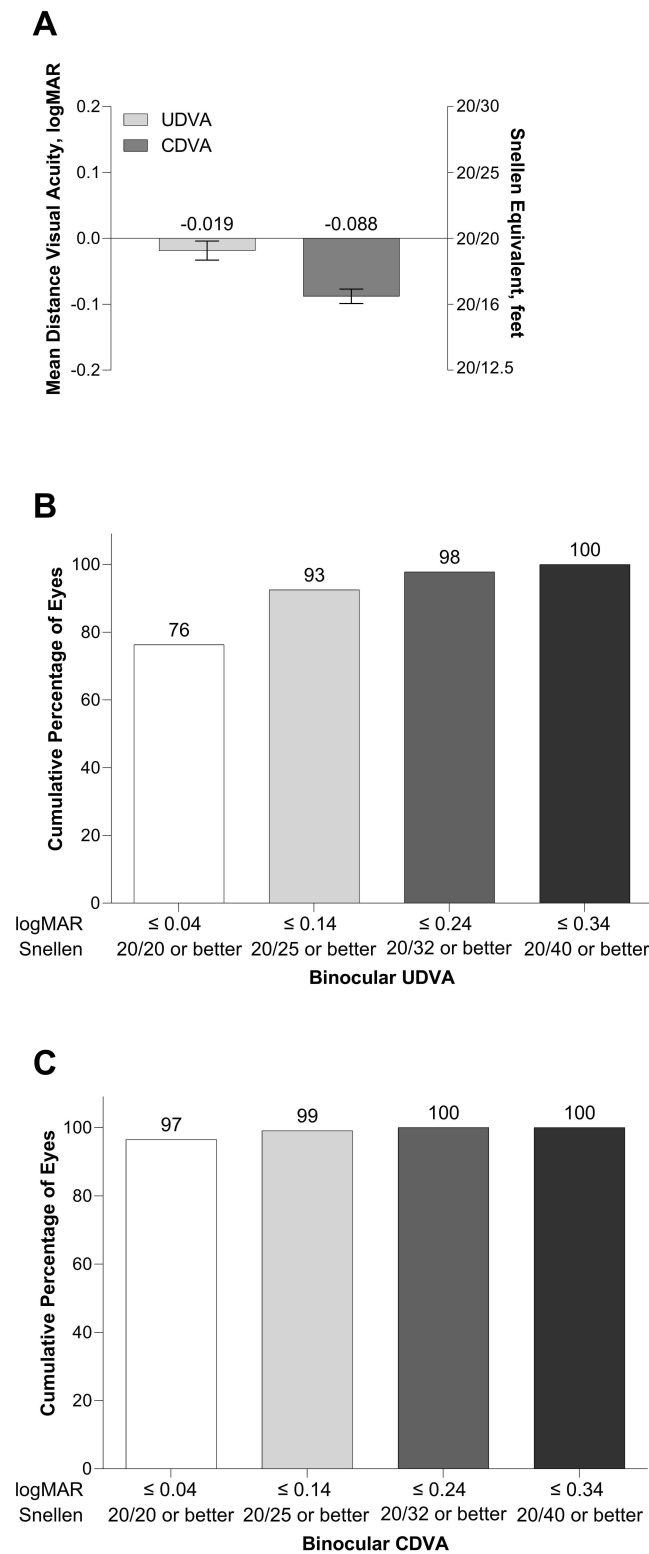 A
Mean Distance Visual Acuity, logMAR
0.2
0.1
0.0
-0.1
-0.2
UDVA
CDVA
-0.019
-0.088
20/30
20/25
20/20
20/16
20/12.5
Snellen Equivalent, feet
B
Cumulative Percentage of Eyes
100
80
60
40
20
0
76
93
98
100
logMAR ≤ 0.04 ≤ 0.14 ≤ 0.24 ≤ 0.34
Snellen 20/20 or better 20/25 or better 20/32 or better 20/40 or better
Binocular UDVA
C
Cumulative Percentage of Eyes
100
80
60
40
20
0
97
99
100
100
logMAR ≤ 0.04 ≤ 0.14 ≤ 0.24 ≤ 0.34
Snellen 20/20 or better 20/25 or better 20/32 or better 20/40 or better
Binocular CDVA